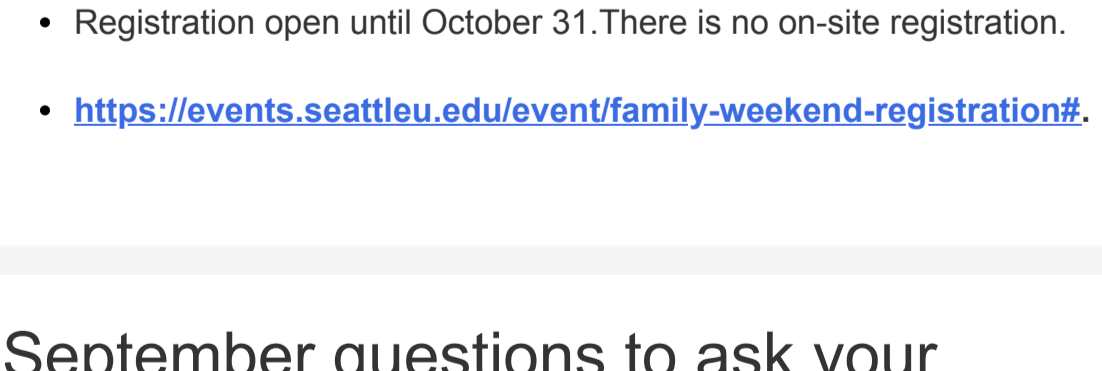 Registration open until October 31.There is no on-site registration.
https://events.seattleu.edu/event/family-weekend-registration#.
September questions to ask your